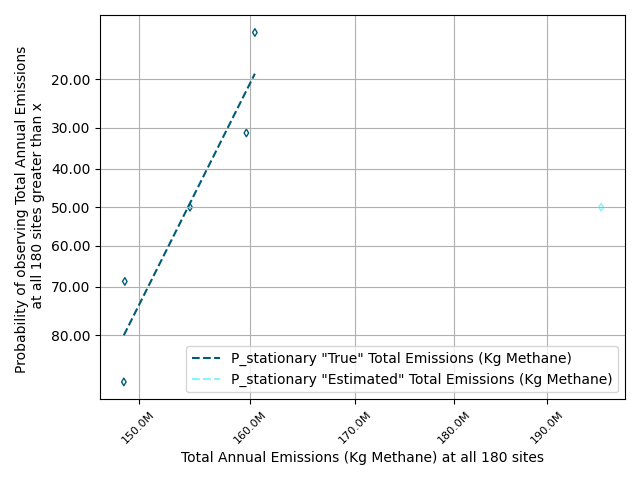 Probability of observing Total Annual Emissions
at all 180 sites greater than x
20.00
30.00
40.00
50.00
60.00
70.00
80.00
P_stationary "True" Total Emissions (Kg Methane)
P_stationary "Estimated" Total Emissions (Kg Methane)
150.0M
160.0M
170.0M
180.0M
190.0M
Total Annual Emissions (Kg Methane) at all 180 sites